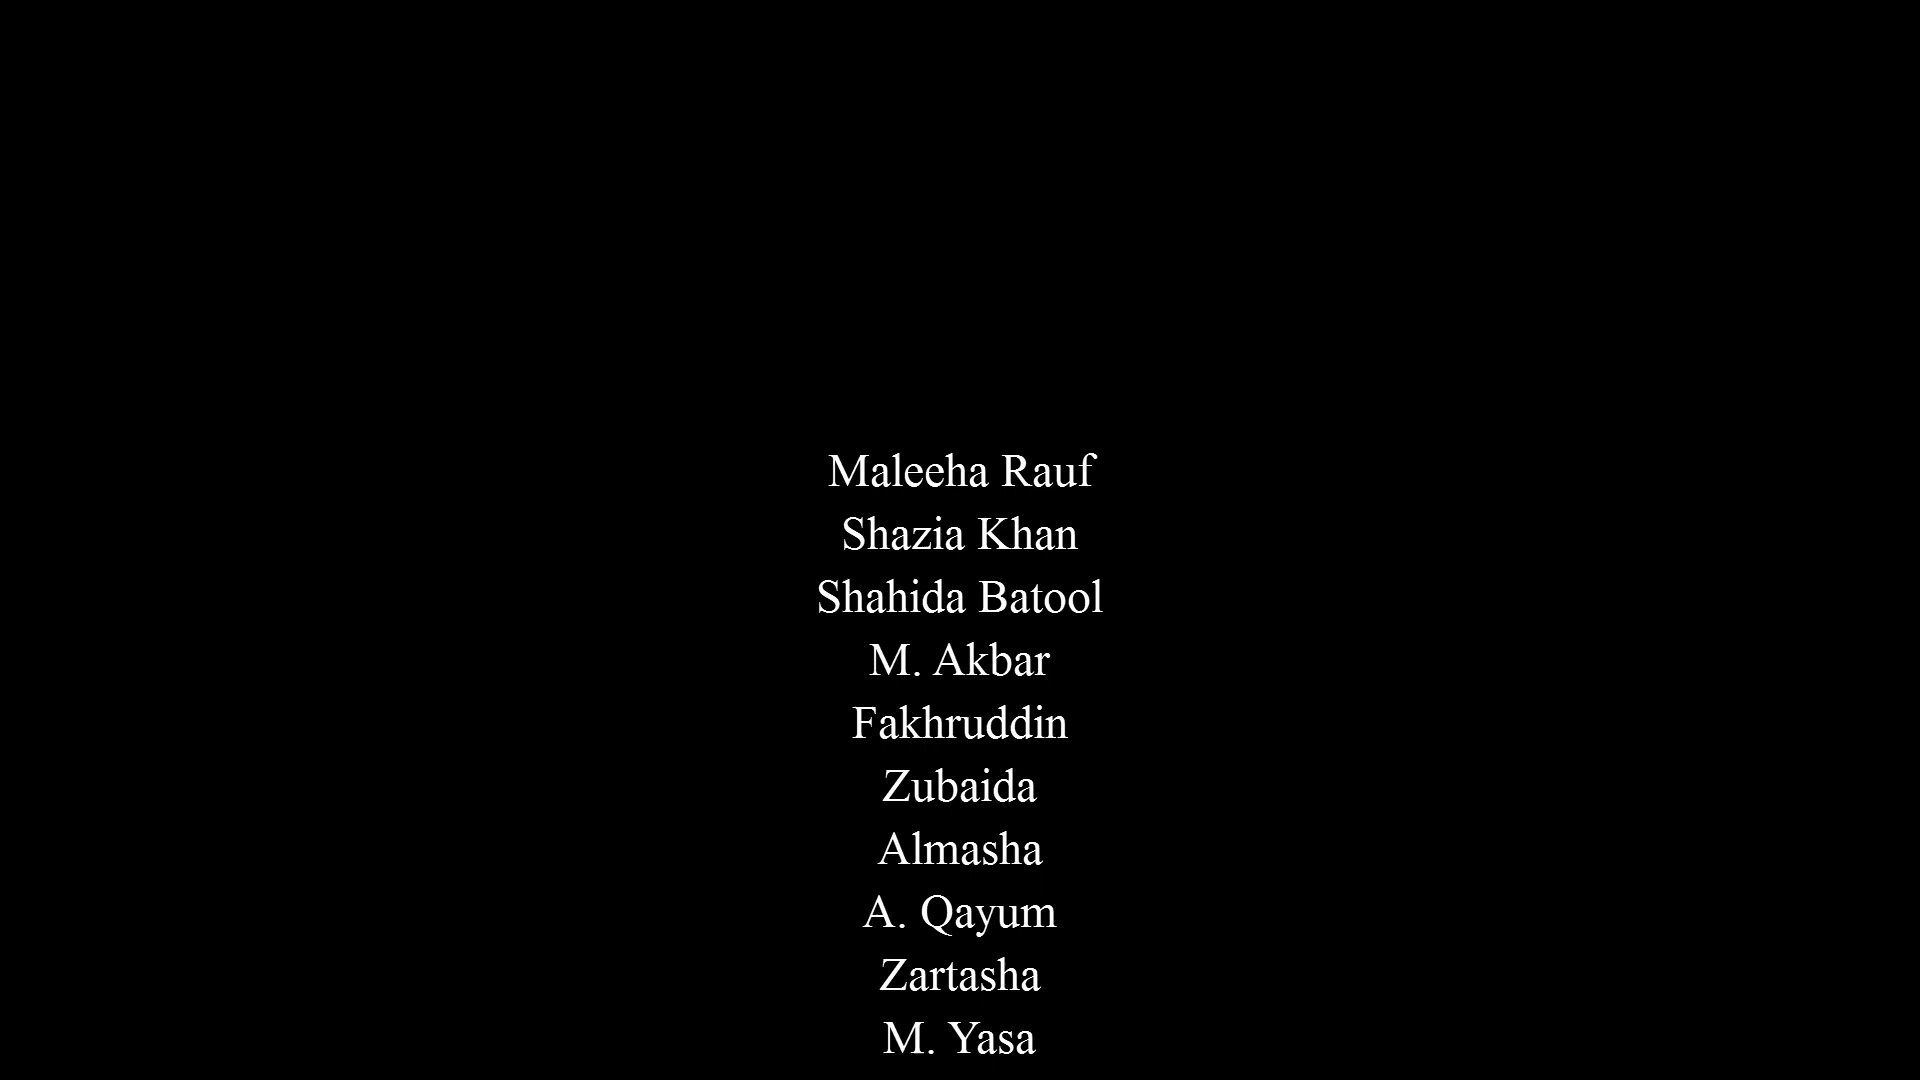 Maleeha Rauf
Shazia Khan
Shahida Batool
M. Akbar
Fakhruddin
Zubaida
Almasha
A. Qayum
Zartasha
M. Yasa